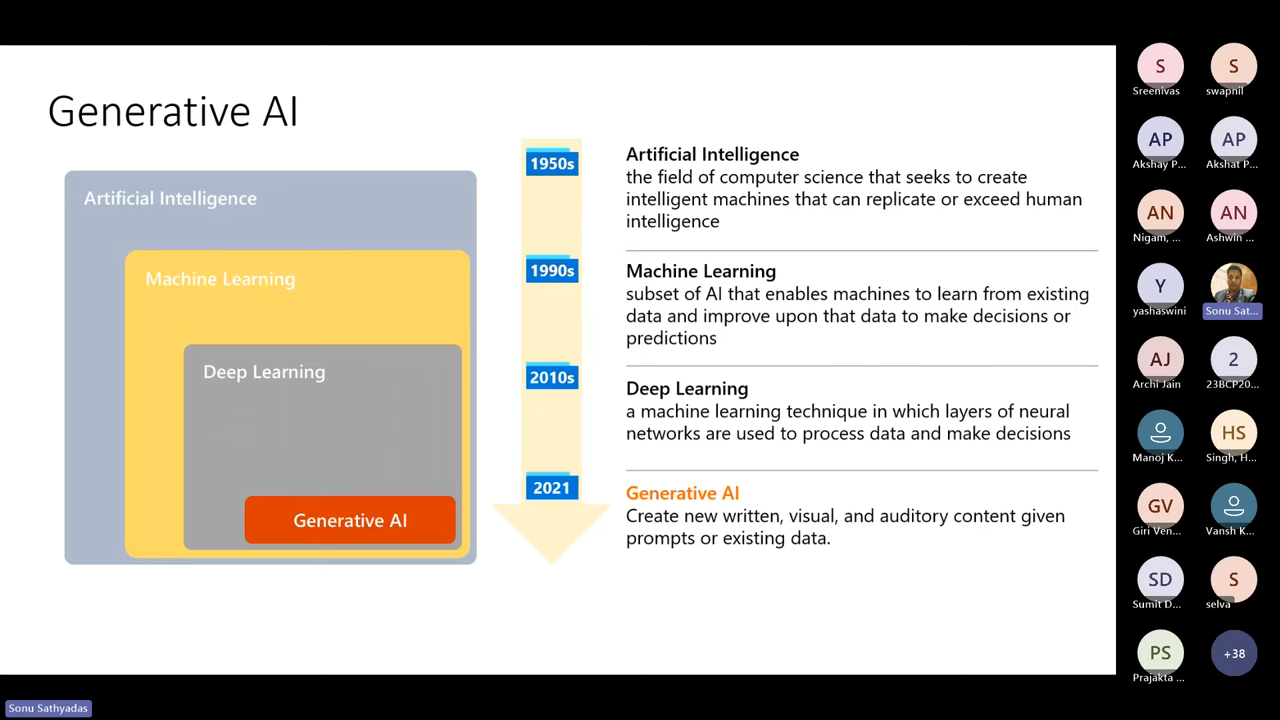 Generative AI
Artificial Intelligence
Machine Learning
Deep Learning
Generative AI
1950s
Artificial Intelligence
the field of computer science that seeks to create
intelligent machines that can replicate or exceed human
intelligence
1990s
Machine Learning
subset of AI that enables machines to learn from existing
data and improve upon that data to make decisions or
predictions
2010s
Deep Learning
a machine learning technique in which layers of neural
networks are used to process data and make decisions
2021
Generative AI
Create new written, visual, and auditory content given
prompts or existing data.
S
Sreenivas
S
swapnil
AP
Akshay P...
AP
Akshat P...
AN
Nigam, ...
AN
Ashwin ...
Y
yashaswini
Sonu Sat...
AJ
Archi Jain
2
23BCP20...
Manoj K...
HS
Singh, H...
GV
Giri Ven...
Vansh K...
SD
Sumit D...
S
selva
PS
Prajakta ...
+38
Sonu Sathyadas